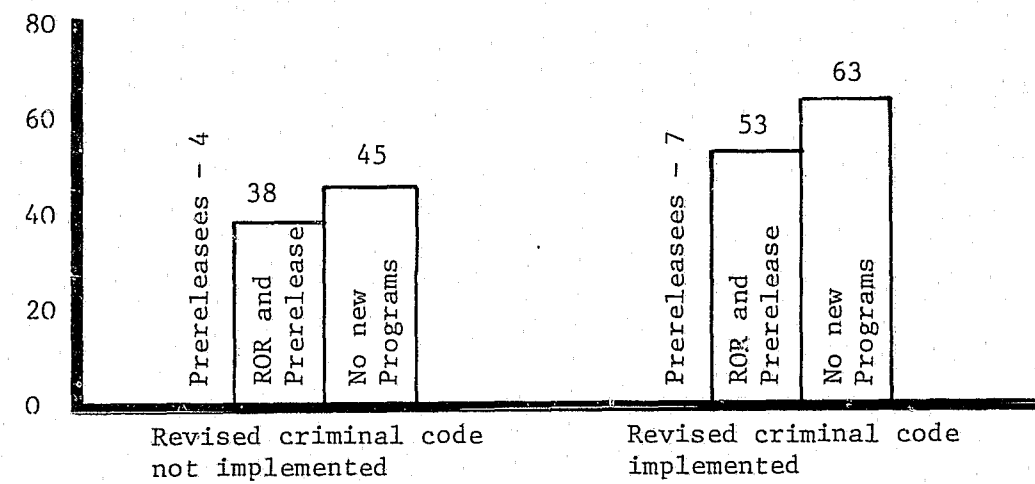 80
60
40
20
0
Prereleasees - 4
38
ROR and
Prerelease
45
No new
Programs
Prereleasees - 7
53
ROR and
Prerelease
63
No new
Programs
Revised criminal code
not implemented
Revised criminal code
implemented